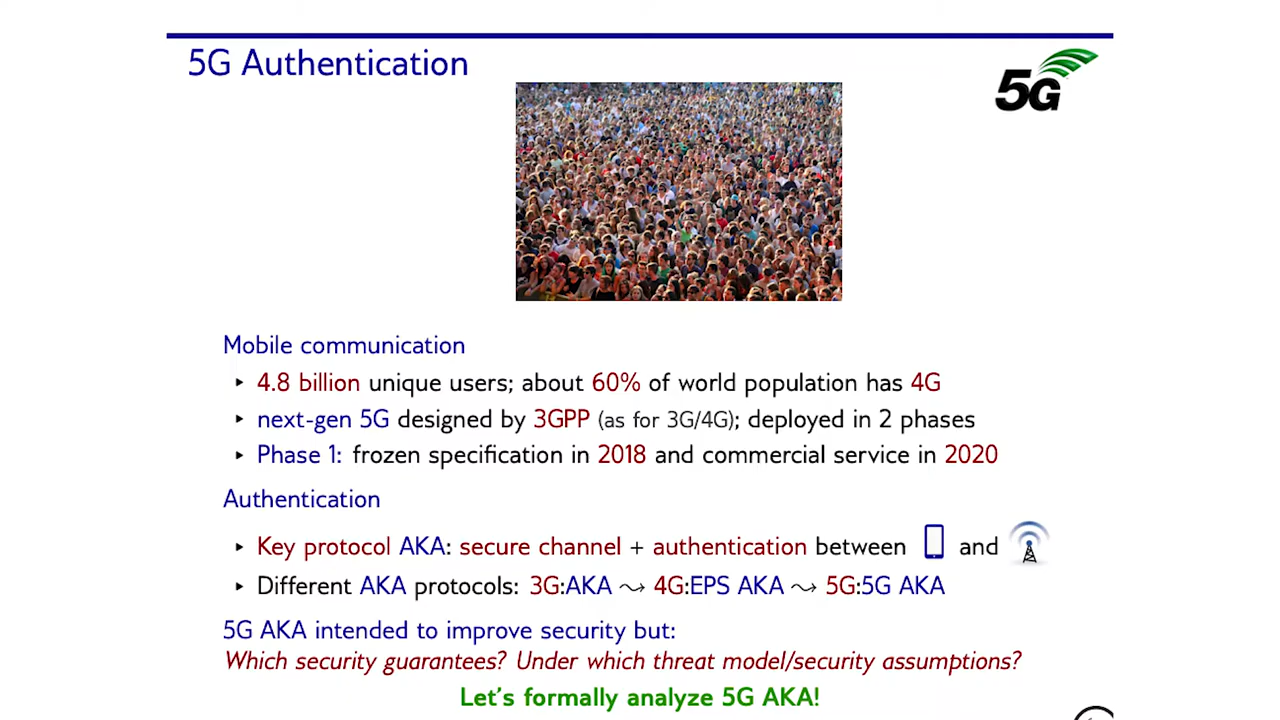 5G Authentication
5G
Mobile communication
‣ 4.8 billion unique users; about 60% of world population has 4G
‣ next-gen 5G designed by 3GPP (as for 3G/4G); deployed in 2 phases
‣ Phase 1: frozen specification in 2018 and commercial service in 2020
Authentication
‣ Key protocol AKA: secure channel + authentication between and
‣ Different AKA protocols: 3G:AKA ⤳ 4G:EPS AKA ⤳ 5G:5G AKA
5G AKA intended to improve security but:
Which security guarantees? Under which threat model/security assumptions?
Let's formally analyze 5G AKA!